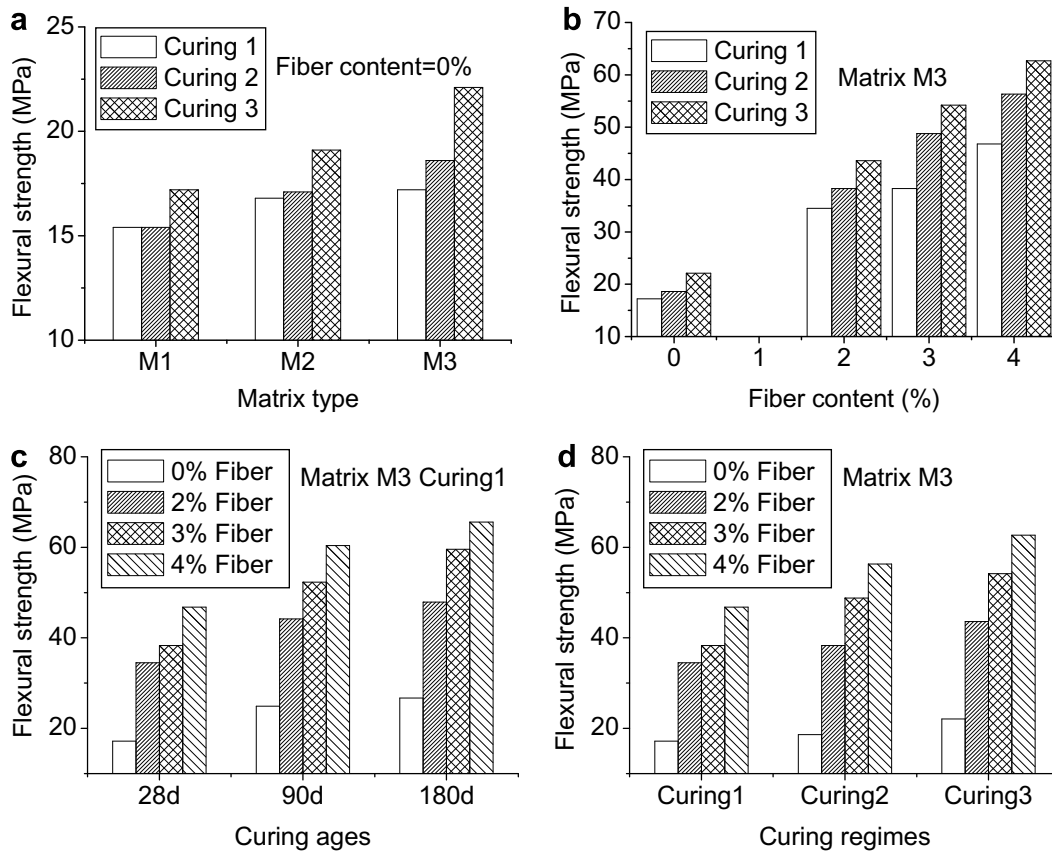 a
Flexural strength (MPa)
25
20
15
10
Curing 1
Curing 2
Curing 3
Fiber content=0%
M1 M2 M3
Matrix type
b
Flexural strength (MPa)
70
60
50
40
30
20
10
Curing 1
Curing 2
Curing 3
Matrix M3
0 1 2 3 4
Fiber content (%)
c
Flexural strength (MPa)
80
60
40
20
0% Fiber
2% Fiber
3% Fiber
4% Fiber
Matrix M3 Curing1
28d 90d 180d
Curing ages
d
Flexural strength (MPa)
80
60
40
20
0% Fiber
2% Fiber
3% Fiber
4% Fiber
Matrix M3
Curing1 Curing2 Curing3
Curing regimes